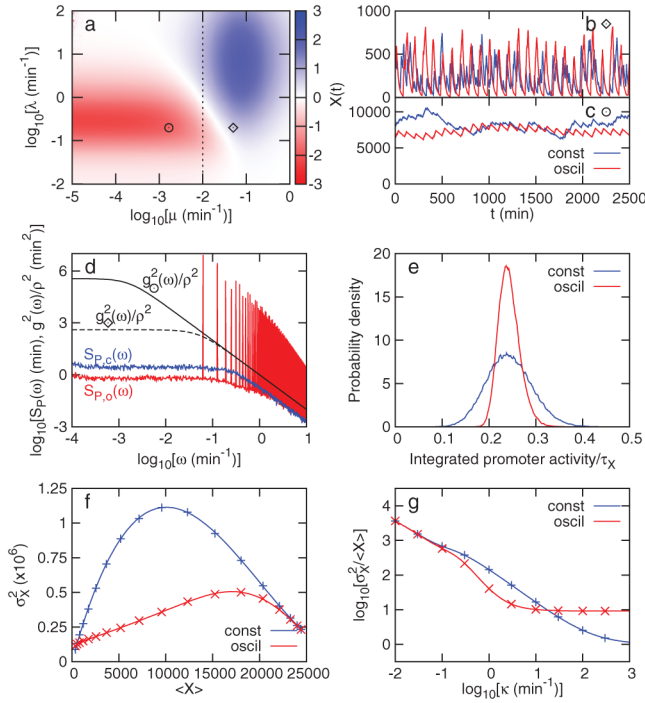 a
log10[λ (min-1)]
2
1
0
-1
2
-5 -4 -3 -2 -1 0
log10[μ (min-1)]
3
2
1
0
-1
-2
-3
b
X(t)
1000
500
0
c
10000
5000
0
const
oscil
0 500 1000 1500 2000 2500
t (min)
d
log10[SP(ω) (min), g2(ω)/ρ2 (min2)]
6
3
0
-3
g2(ω)/ρ2
g2(ω)/ρ2
SP,c(ω)
SP,o(ω)
-4 -3 -2 -1 0 1
log10[ω (min-1)]
e
Probability density
20
15
10
5
0
const
oscil
0 0.1 0.2 0.3 0.4 0.5
Integrated promoter activity/τX
f
σX2 (x106)
1.25
1
0.75
0.5
0.25
0
const
oscil
0 5000 10000 15000 20000 25000
<X>
g
log10[σX2/<X>]
4
3
2
1
0
const
oscil
-2 -1 0 1 2 3
log10[κ (min-1)]